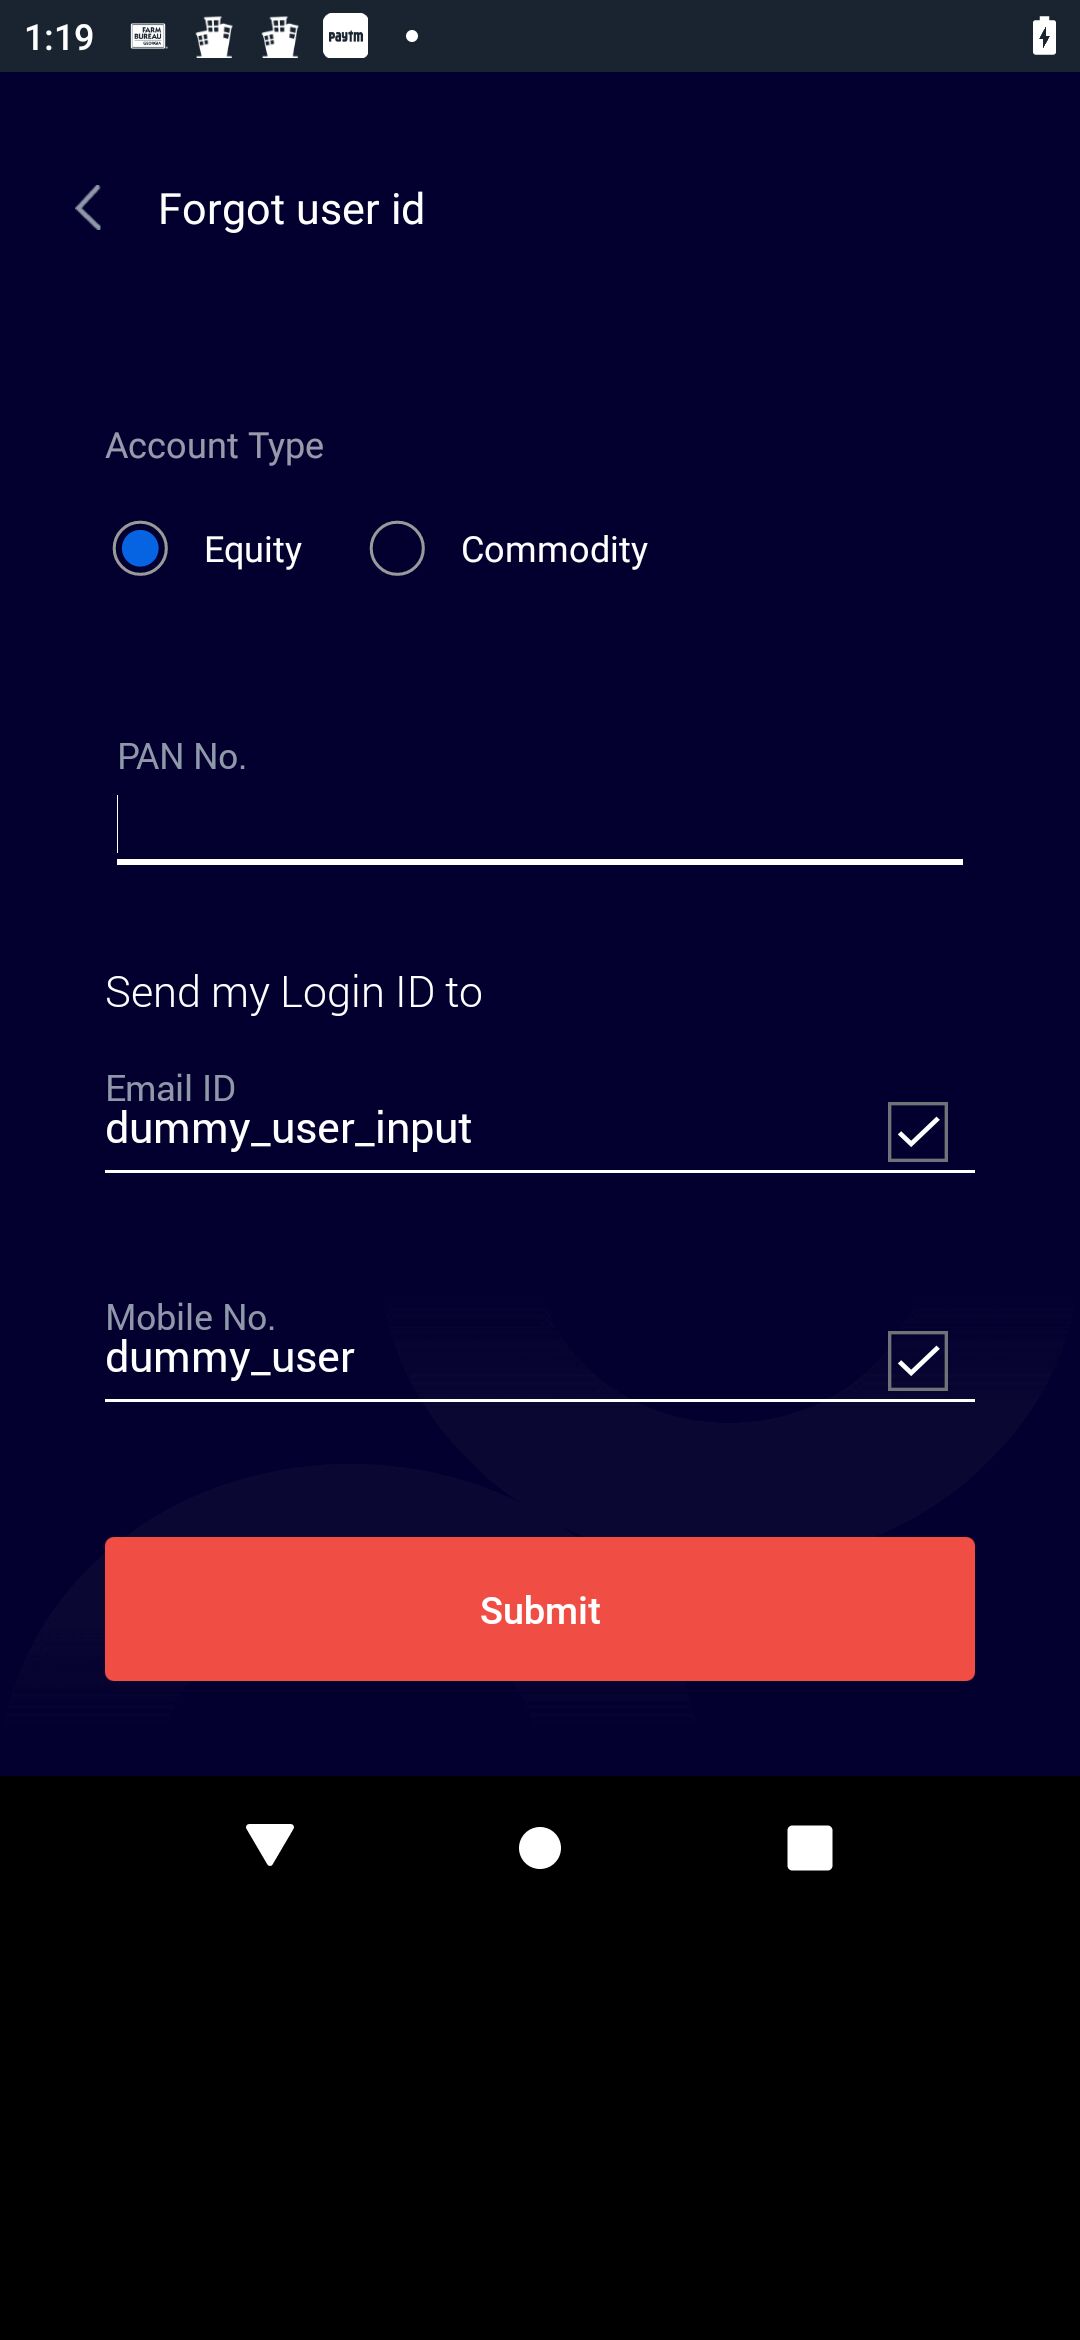 1:19
FARM
BUREAU
GEORGIA
paytm
Forgot user id
Account Type
Equity
Commodity
PAN No.
Send my Login ID to
Email ID
dummy_user_input
Mobile No.
dummy_user
Submit